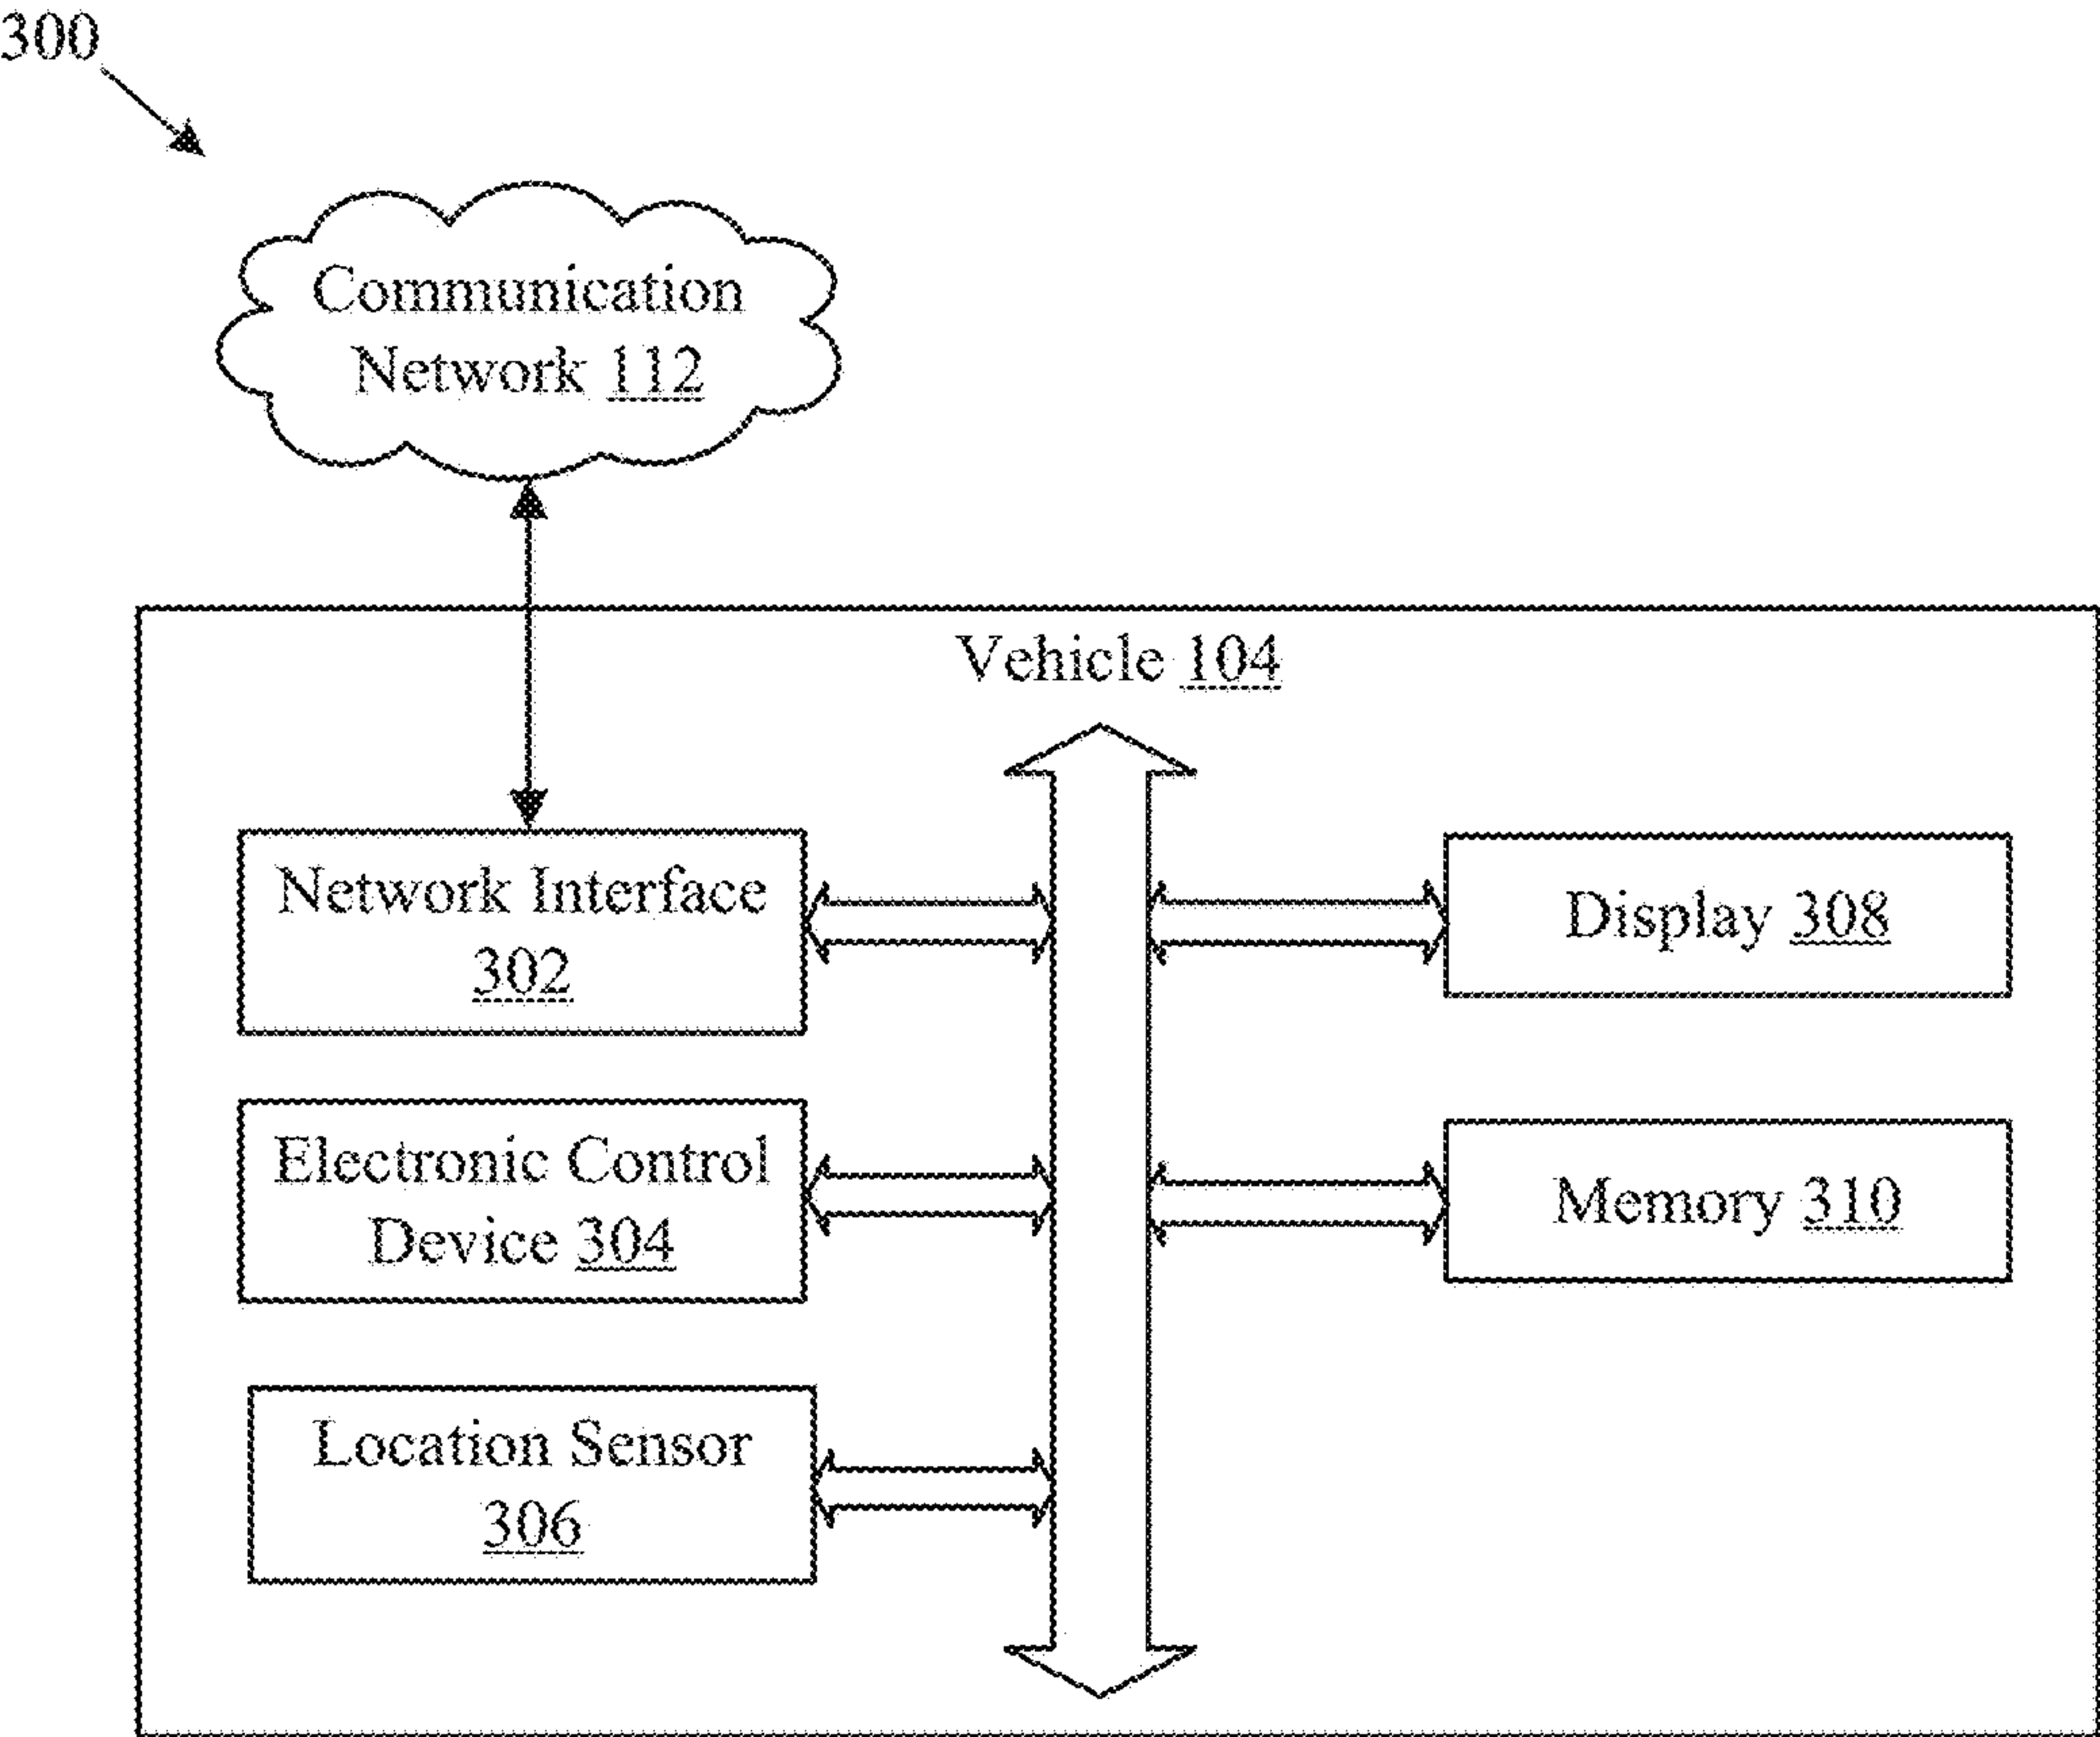 300
Communication
Network 112
Vehicle 104
Network Interface
302
Display 308
Electronic Control
Device 304
Memory 310
Location Sensor
306